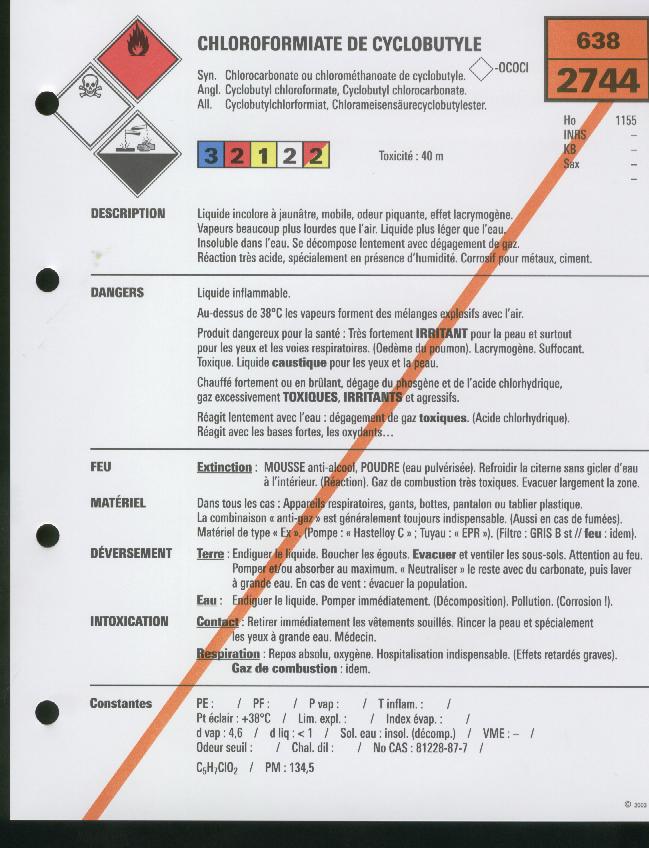 CHLOROFORMIATE DE CYCLOBUTYLE
638
2744
Syn. Chlorocarbonate ou chlorométhanoate de cyclobutyle. -OCOCl
Angl. Cyclobutyl chloroformate, Cyclobutyl chlorocarbonate.
All. Cyclobutylchlorformiat, Chlorameisensäurecyclobutylester.
Ho 1155
INRS –
KB –
Sax –
–
3 2 1 2 2
Toxicité : 40 m
DESCRIPTION Liquide incolore à jaunâtre, mobile, odeur piquante, effet lacrymogène.
Vapeurs beaucoup plus lourdes que l'air. Liquide plus léger que l'eau.
Insoluble dans l'eau. Se décompose lentement avec dégagement de gaz.
Réaction très acide, spécialement en présence d'humidité. Corrosif pour métaux, ciment.
DANGERS Liquide inflammable.
Au-dessus de 38°C les vapeurs forment des mélanges explosifs avec l'air.
Produit dangereux pour la santé : Très fortement IRRITANT pour la peau et surtout
pour les yeux et les voies respiratoires. (Oedème du poumon). Lacrymogène. Suffocant.
Toxique. Liquide caustique pour les yeux et la peau.
Chauffé fortement ou en brûlant, dégage du phosgène et de l'acide chlorhydrique,
gaz excessivement TOXIQUES, IRRITANTS et agressifs.
Réagit lentement avec l'eau : dégagement de gaz toxiques. (Acide chlorhydrique).
Réagit avec les bases fortes, les oxydants...
FEU Extinction : MOUSSE anti-alcool, POUDRE (eau pulvérisée). Refroidir la citerne sans gicler d'eau
à l'intérieur. (Réaction). Gaz de combustion très toxiques. Evacuer largement la zone.
MATÉRIEL Dans tous les cas : Appareils respiratoires, gants, bottes, pantalon ou tablier plastique.
La combinaison « anti-gaz » est généralement toujours indispensable. (Aussi en cas de fumées).
Matériel de type « Ex ». (Pompe : « Hastelloy C » ; Tuyau : « EPR »). (Filtre : GRIS B st // feu : idem).
DÉVERSEMENT Terre : Endiguer le liquide. Boucher les égouts. Evacuer et ventiler les sous-sols. Attention au feu.
Pomper et/ou absorber au maximum. « Neutraliser » le reste avec du carbonate, puis laver
à grande eau. En cas de vent : évacuer la population.
Eau : Endiguer le liquide. Pomper immédiatement. (Décomposition). Pollution. (Corrosion !).
INTOXICATION Contact : Retirer immédiatement les vêtements souillés. Rincer la peau et spécialement
les yeux à grande eau. Médecin.
Respiration : Repos absolu, oxygène. Hospitalisation indispensable. (Effets retardés graves).
Gaz de combustion : idem.
Constantes PE : / PF : / P vap : / T inflam. : /
Pt éclair : +38°C / Lim. expl. : / Index évap. : /
d vap : 4,6 / d liq : < 1 / Sol. eau : insol. (décomp.) / VME : – /
Odeur seuil : / Chal. dil : / No CAS : 81228-87-7 /
C5H7ClO2 / PM : 134,5
© 2003